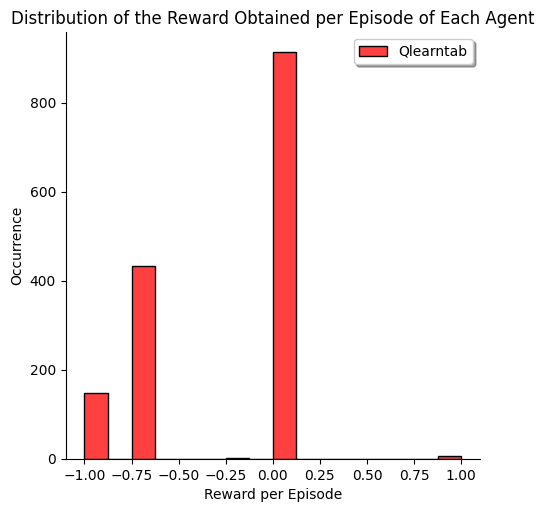 Distribution of the Reward Obtained per Episode of Each Agent
Qlearntab
800
600
400
200
0
Occurrence
−1.00 −0.75 −0.50 −0.25 0.00 0.25 0.50 0.75 1.00
Reward per Episode